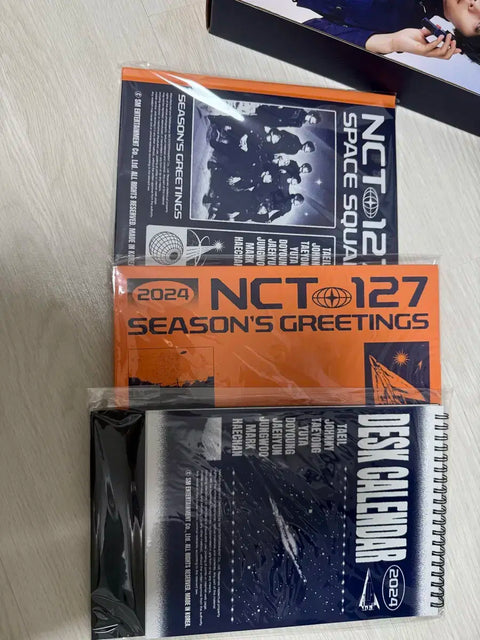 NCT 127
SPACE SQUA
TAEIL
JOHNNY
TAEYONG
YUTA
DOYOUNG
JAEHYUN
JUNGWOO
MARK
HAECHAN
SEASON'S GREETINGS
© SM ENTERTAINMENT Co., Ltd. ALL RIGHTS RESERVED. MADE IN KOREA
2024 NCT 127
SEASON'S GREETINGS
DESK CALENDAR
2024
TAEIL
JOHNNY
TAEYONG
YUTA
DOYOUNG
JAEHYUN
JUNGWOO
MARK
HAECHAN
© SM ENTERTAINMENT Co., Ltd. ALL RIGHTS RESERVED. MADE IN KOREA.